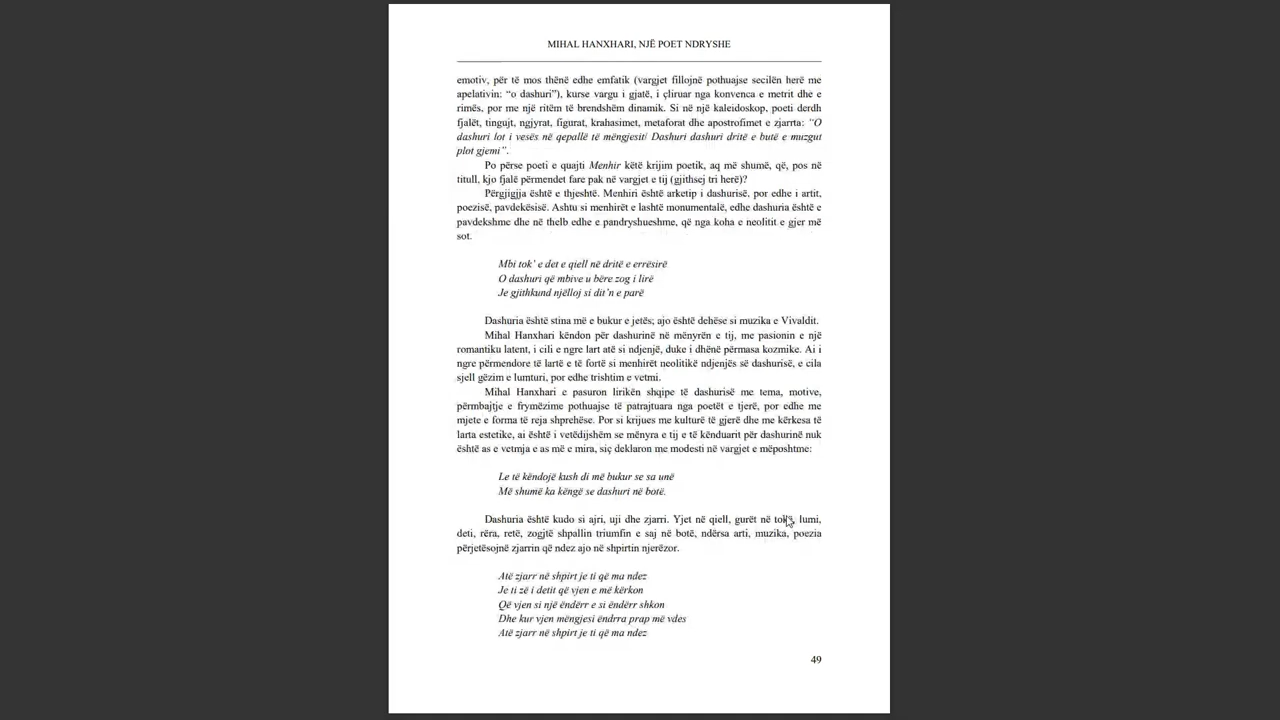 MIHAL HANXHARI, NJË POET NDRYSHE
emotiv, për të mos thënë edhe emfatik (vargjet fillojnë pothuajse secilën herë me
apelativin: “o dashuri”), kurse vargu i gjatë, i çliruar nga konvenca e metrit dhe e
rimës, por me një ritëm të brendshëm dinamik. Si në një kaleidoskop, poeti derdh
fjalët, tingujt, ngjyrat, figurat, krahasimet, metaforat dhe apostrofimet e zjarrta: “O
dashuri lot i vesës në qepallë të mëngjesit/ Dashuri dashuri dritë e butë e muzgut
plot gjemi”.
Po përse poeti e quajti Menhir këtë krijim poetik, aq më shumë, që, pos në
titull, kjo fjalë përmendet fare pak në vargjet e tij (gjithsej tri herë)?
Përgjigjja është e thjeshtë. Menhiri është arketip i dashurisë, por edhe i artit,
poezisë, pavdekësisë. Ashtu si menhirët e lashtë monumentalë, edhe dashuria është e
pavdekshme dhe në thelb edhe e pandryshueshme, që nga koha e neolitit e gjer më
sot.
Mbi tok’ e det e qiell në dritë e errësirë
O dashuri që mbive u bëre zog i lirë
Je gjithkund njëlloj si dit’n e parë
Dashuria është stina më e bukur e jetës; ajo është dehëse si muzika e Vivaldit.
Mihal Hanxhari këndon për dashurinë në mënyrën e tij, me pasionin e një
romantiku latent, i cili e ngre lart atë si ndjenjë, duke i dhënë përmasa kozmike. Ai i
ngre përmendore të lartë e të fortë si menhirët neolitikë ndjenjës së dashurisë, e cila
sjell gëzim e lumturi, por edhe trishtim e vetmi.
Mihal Hanxhari e pasuron lirikën shqipe të dashurisë me tema, motive,
përmbajtje e frymëzime pothuajse të patrajtuara nga poetët e tjerë, por edhe me
mjete e forma të reja shprehëse. Por si krijues me kulturë të gjerë dhe me kërkesa të
larta estetike, ai është i vetëdijshëm se mënyra e tij e të kënduarit për dashurinë nuk
është as e vetmja e as më e mira, siç deklaron me modesti në vargjet e mëposhtme:
Le të këndojë kush di më bukur se sa unë
Më shumë ka këngë se dashuri në botë.
Dashuria është kudo si ajri, uji dhe zjarri. Yjet në qiell, gurët në tokë, lumi,
deti, rëra, retë, zogjtë shpallin triumfin e saj në botë, ndërsa arti, muzika, poezia
përjetësojnë zjarrin që ndez ajo në shpirtin njerëzor.
Atë zjarr në shpirt je ti që ma ndez
Je ti zë i detit që vjen e më kërkon
Që vjen si një ëndërr e si ëndërr shkon
Dhe kur vjen mëngjesi ëndrra prap më vdes
Atë zjarr në shpirt je ti që ma ndez
49